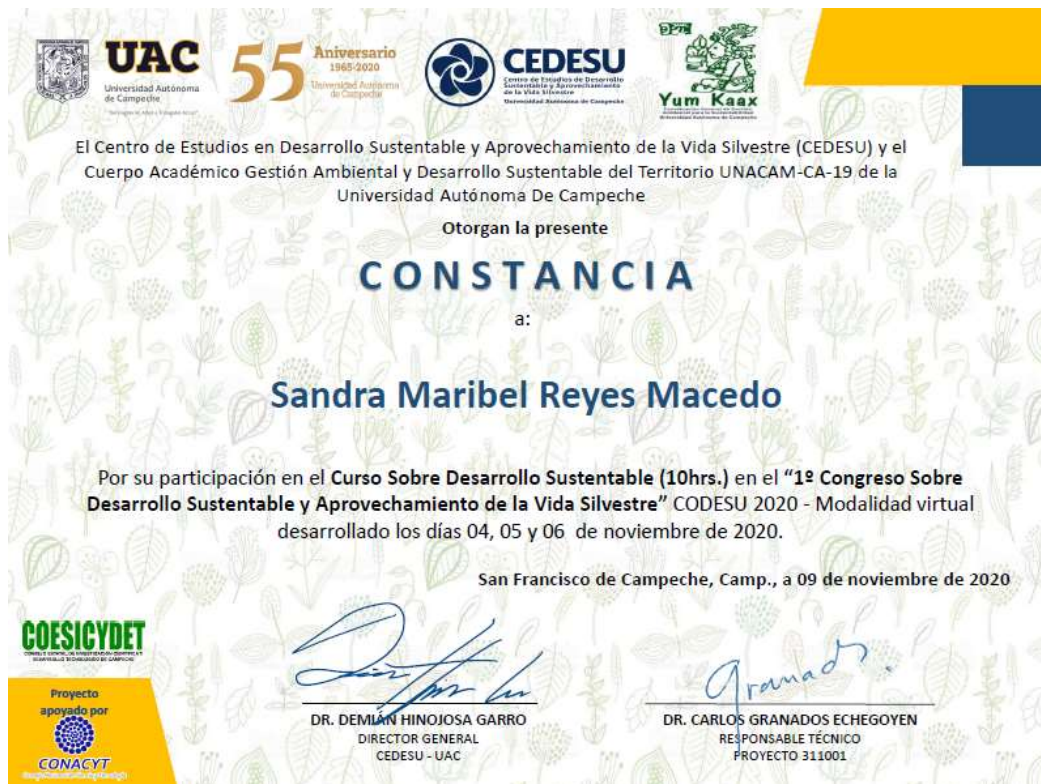 UAC
Universidad Autónoma
de Campeche
55
Aniversario
1965-2020
Universidad Autónoma
de Campeche
CEDESU
Centro de Estudios de Desarrollo
Sustentable y Aprovechamiento
de la Vida Silvestre
Universidad Autónoma de Campeche
Yum Kaax
Universidad Autónoma de Campeche
El Centro de Estudios en Desarrollo Sustentable y Aprovechamiento de la Vida Silvestre (CEDESU) y el
Cuerpo Académico Gestión Ambiental y Desarrollo Sustentable del Territorio UNACAM-CA-19 de la
Universidad Autónoma De Campeche
Otorgan la presente
CONSTANCIA
a:
Sandra Maribel Reyes Macedo
Por su participación en el Curso Sobre Desarrollo Sustentable (10hrs.) en el “1º Congreso Sobre
Desarrollo Sustentable y Aprovechamiento de la Vida Silvestre” CODESU 2020 - Modalidad virtual
desarrollado los días 04, 05 y 06 de noviembre de 2020.
San Francisco de Campeche, Camp., a 09 de noviembre de 2020
COESICYDET
Proyecto
apoyado por
CONACYT
Granados
DR. DEMIÁN HINOJOSA GARRO
DIRECTOR GENERAL
CEDESU - UAC
DR. CARLOS GRANADOS ECHEGOYEN
RESPONSABLE TÉCNICO
PROYECTO 311001